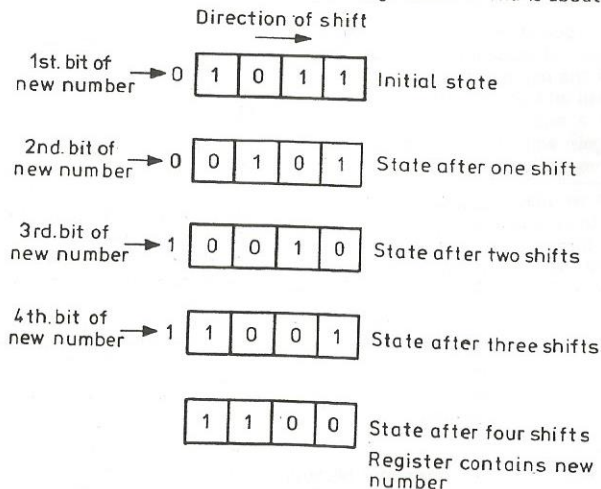 Direction of shift
1st. bit of
new number
0 1 0 1 1 Initial state
2nd. bit of
new number
0 0 1 0 1 State after one shift
3rd. bit of
new number
1 0 0 1 0 State after two shifts
4th. bit of
new number
1 1 0 0 1 State after three shifts
1 1 0 0 State after four shifts
Register contains new
number